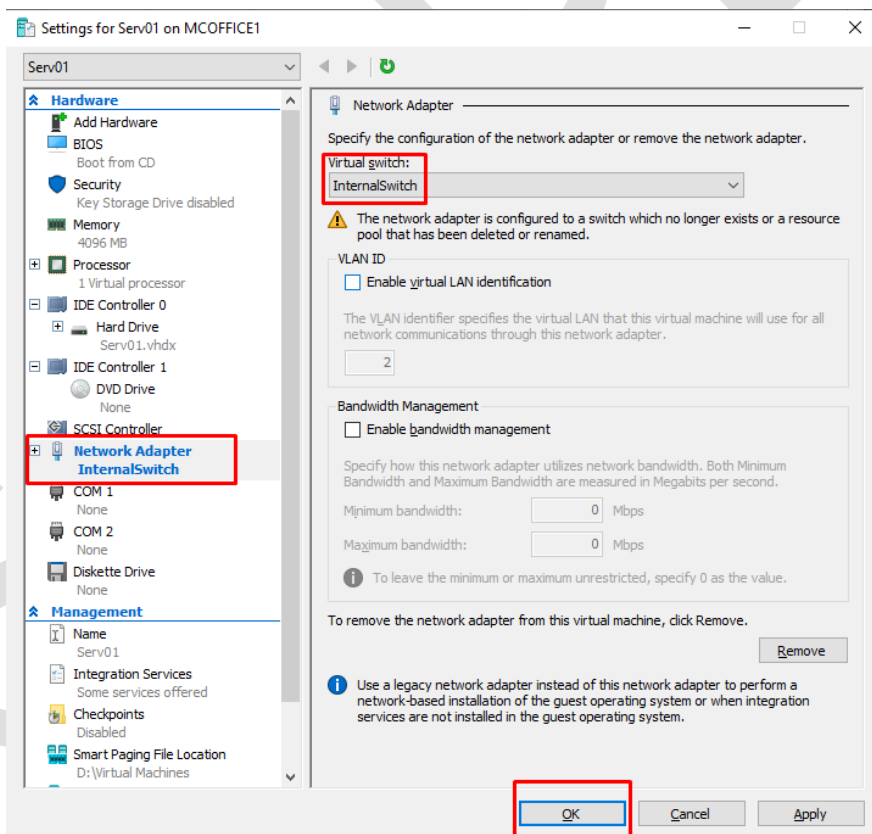 Settings for Serv01 on MCOFFICE1
Serv01
Hardware
Add Hardware
BIOS
Boot from CD
Security
Key Storage Drive disabled
Memory
4096 MB
Processor
1 Virtual processor
IDE Controller 0
Hard Drive
Serv01.vhdx
IDE Controller 1
DVD Drive
None
SCSI Controller
Network Adapter
InternalSwitch
COM 1
None
COM 2
None
Diskette Drive
None
Management
Name
Serv01
Integration Services
Some services offered
Checkpoints
Disabled
Smart Paging File Location
D:\Virtual Machines
Network Adapter
Specify the configuration of the network adapter or remove the network adapter.
Virtual switch:
InternalSwitch
The network adapter is configured to a switch which no longer exists or a resource
pool that has been deleted or renamed.
VLAN ID
Enable virtual LAN identification
The VLAN identifier specifies the virtual LAN that this virtual machine will use for all
network communications through this network adapter.
2
Bandwidth Management
Enable bandwidth management
Specify how this network adapter utilizes network bandwidth. Both Minimum
Bandwidth and Maximum Bandwidth are measured in Megabits per second.
Minimum bandwidth: 0 Mbps
Maximum bandwidth: 0 Mbps
To leave the minimum or maximum unrestricted, specify 0 as the value.
To remove the network adapter from this virtual machine, click Remove.
Remove
Use a legacy network adapter instead of this network adapter to perform a
network-based installation of the guest operating system or when integration
services are not installed in the guest operating system.
OK Cancel Apply